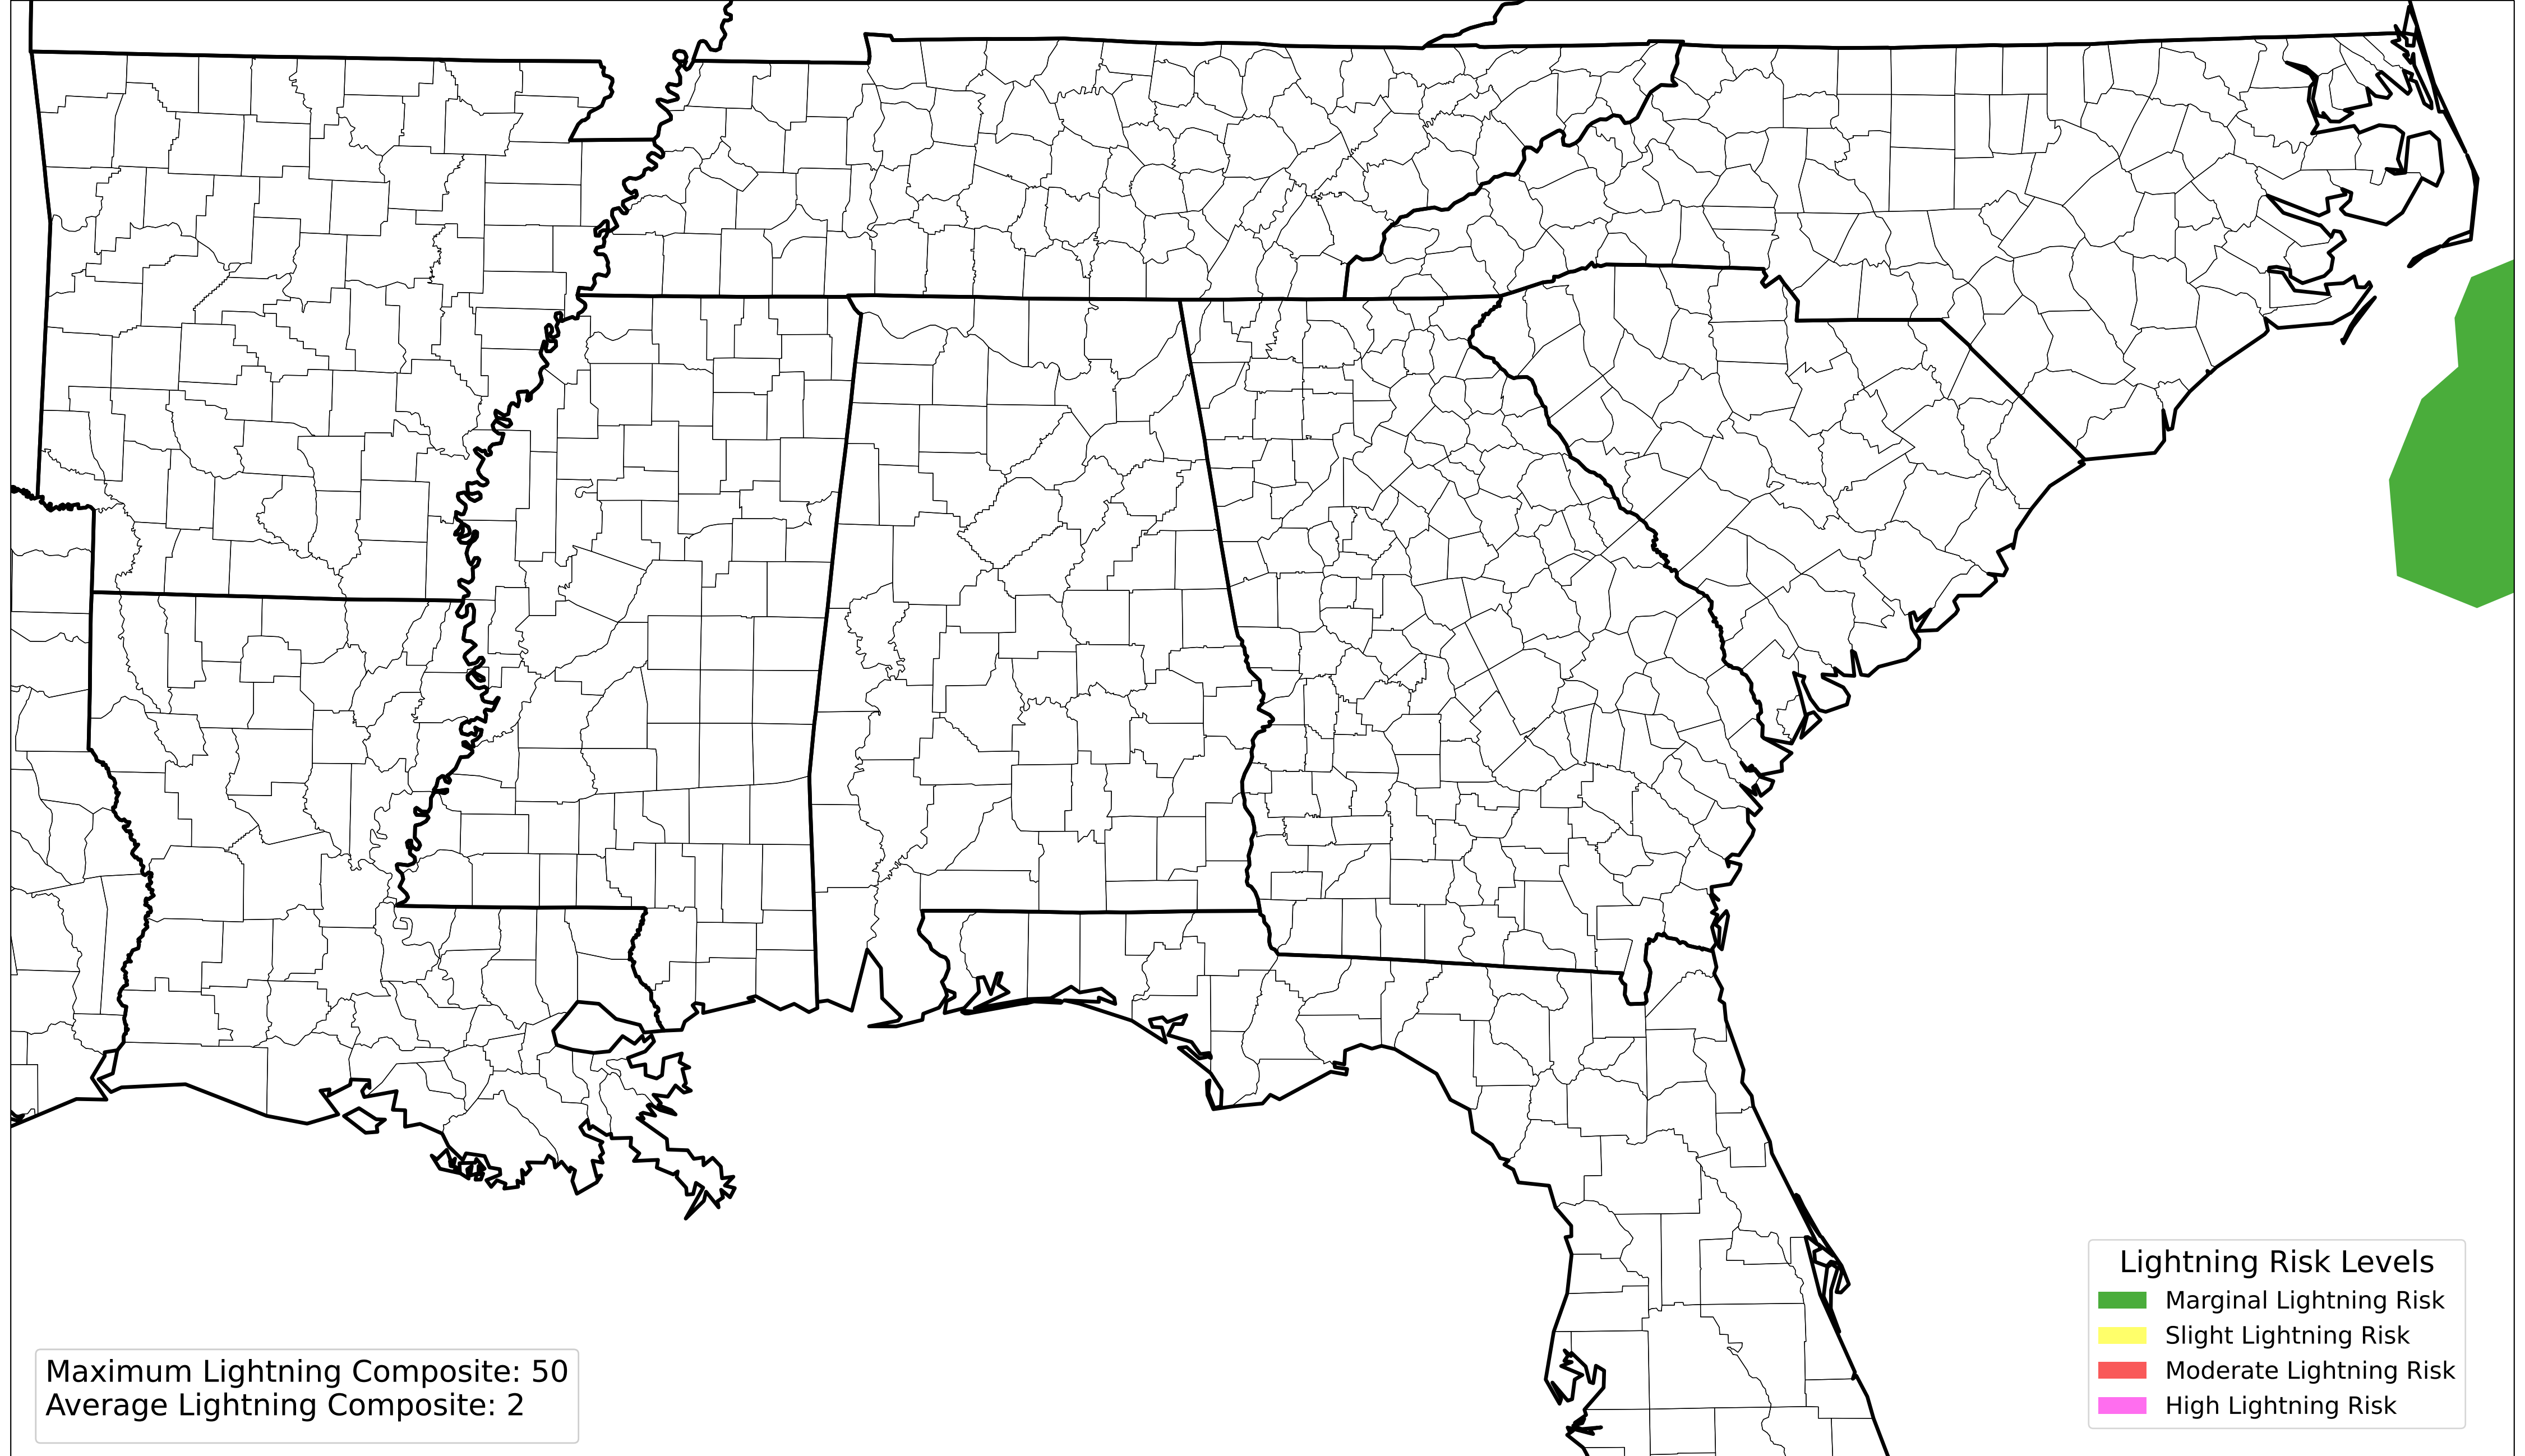 Maximum Lightning Composite: 50
Average Lightning Composite: 2
Lightning Risk Levels
Marginal Lightning Risk
Slight Lightning Risk
Moderate Lightning Risk
High Lightning Risk